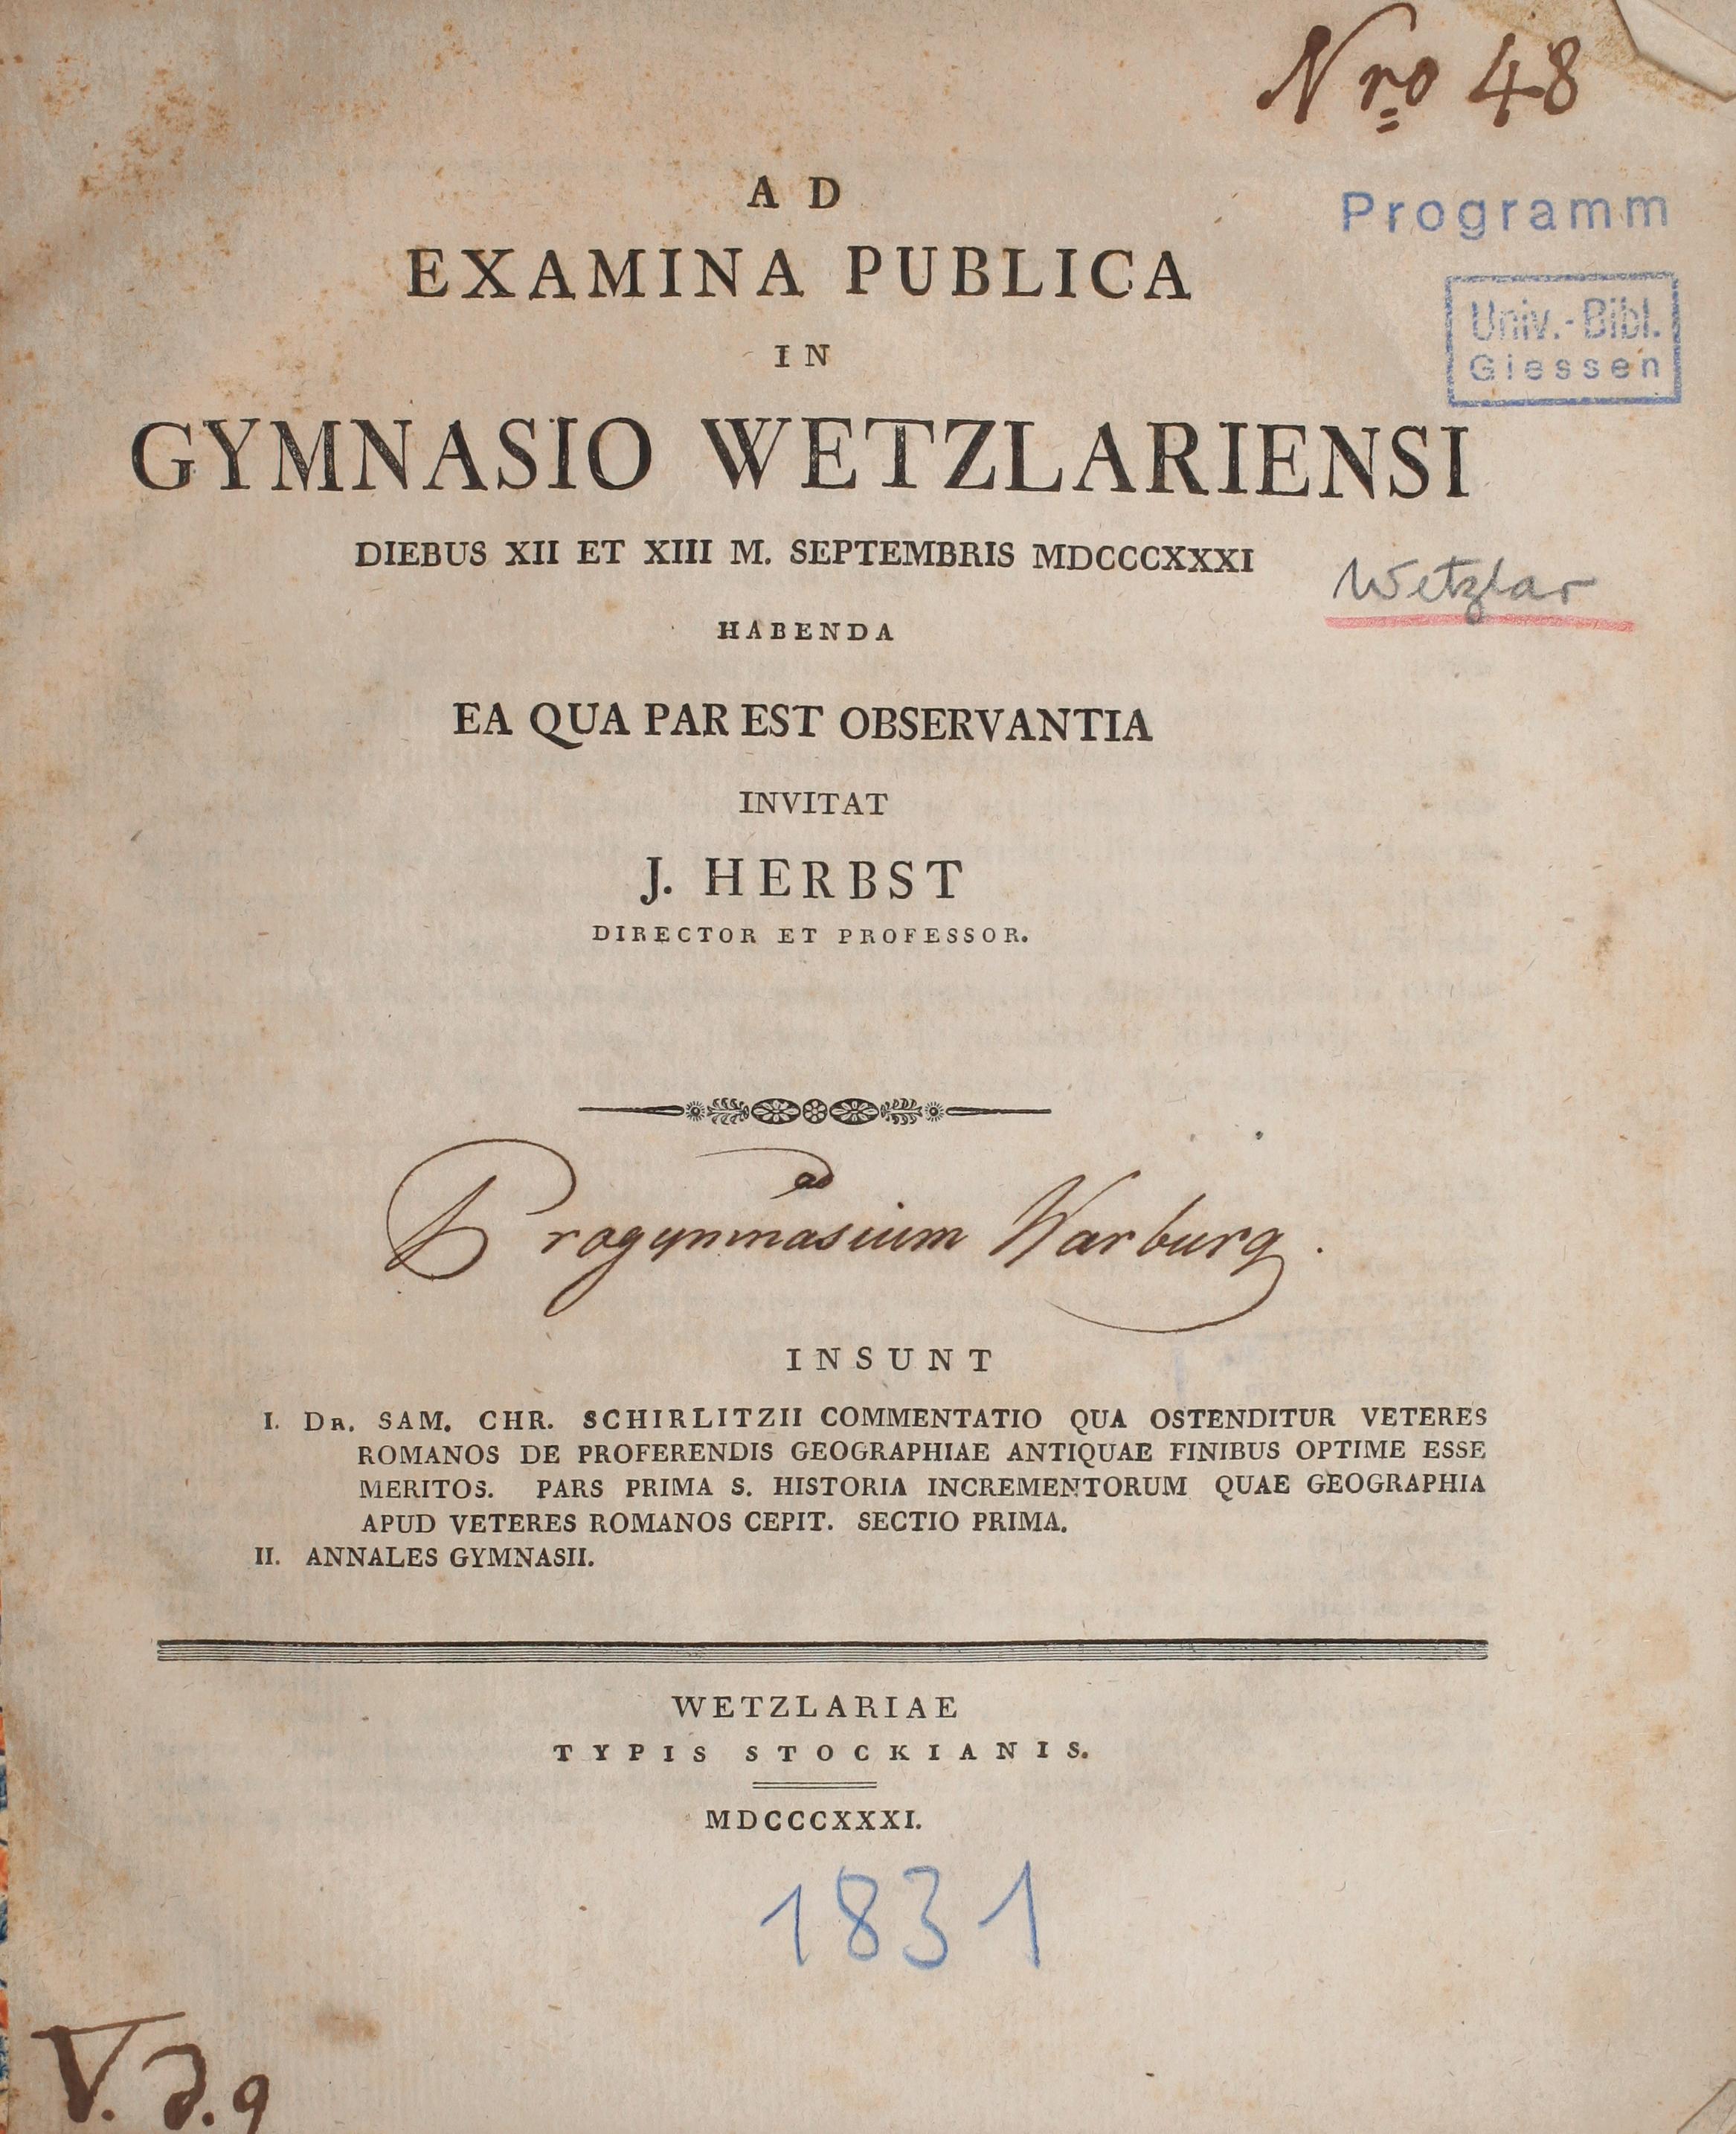 Nro 48
AD
Programm
EXAMINA PUBLICA
Univ.-Bibl.
Giessen
IN
GYMNASIO WETZLARIENSI
DIEBUS XII ET XIII M. SEPTEMBRIS MDCCCXXXI
Wetzlar
HABENDA
EA QUA PAR EST OBSERVANTIA
INVITAT
J. HERBST
DIRECTOR ET PROFESSOR.
ad
Progymnasium Warburg.
INSUNT
I. DR. SAM. CHR. SCHIRLITZII COMMENTATIO QUA OSTENDITUR VETERES
ROMANOS DE PROFERENDIS GEOGRAPHIAE ANTIQUAE FINIBUS OPTIME ESSE
MERITOS. PARS PRIMA S. HISTORIA INCREMENTORUM QUAE GEOGRAPHIA
APUD VETERES ROMANOS CEPIT. SECTIO PRIMA.
II. ANNALES GYMNASII.
WETZLARIAE
TYPIS STOCKIANIS.
MDCCCXXXI.
1831
V. d. 9